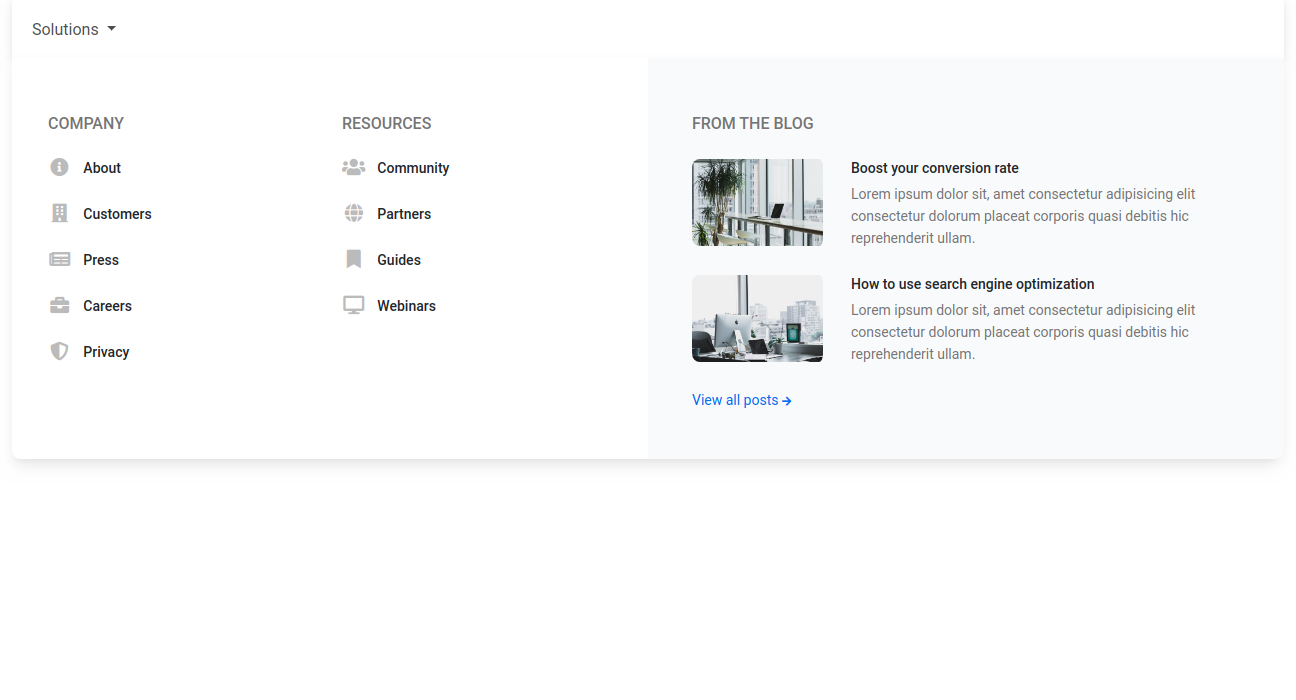 Solutions
COMPANY
About
Customers
Press
Careers
Privacy
RESOURCES
Community
Partners
Guides
Webinars
FROM THE BLOG
Boost your conversion rate
Lorem ipsum dolor sit, amet consectetur adipisicing elit
consectetur dolorum placeat corporis quasi debitis hic
reprehenderit ullam.
How to use search engine optimization
Lorem ipsum dolor sit, amet consectetur adipisicing elit
consectetur dolorum placeat corporis quasi debitis hic
reprehenderit ullam.
View all posts →